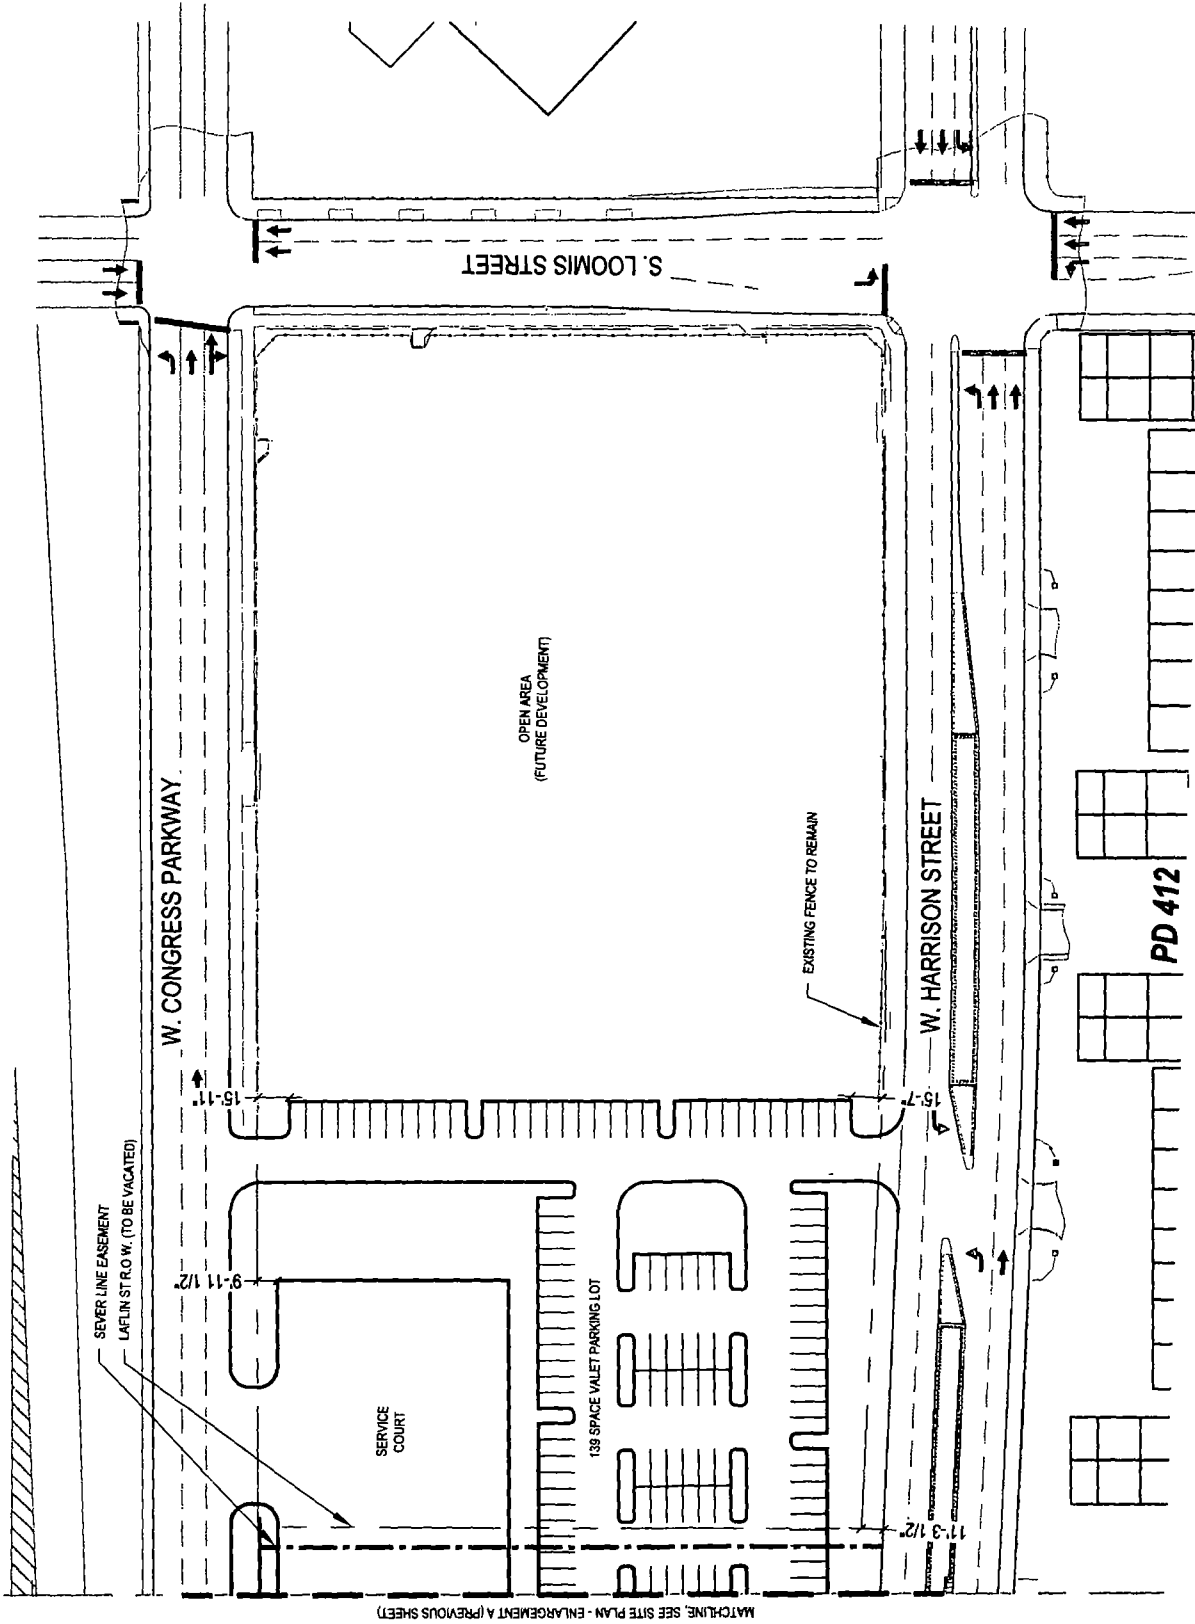 SEVER LINE EASEMENT
LAFLIN ST R.O W. (TO BE VACATED)
W. CONGRESS PARKWAY
S. LOOMIS STREET
OPEN AREA
(FUTURE DEVELOPMENT)
EXISTING FENCE TO REMAIN
W. HARRISON STREET
PD 412
15'-11"
15'-7"
9'-11 1/2"
SERVICE
COURT
139 SPACE VALET PARKING LOT
11'-3 1/2"
MATCHLINE, SEE SITE PLAN - ENLARGEMENT A (PREVIOUS SHEET)